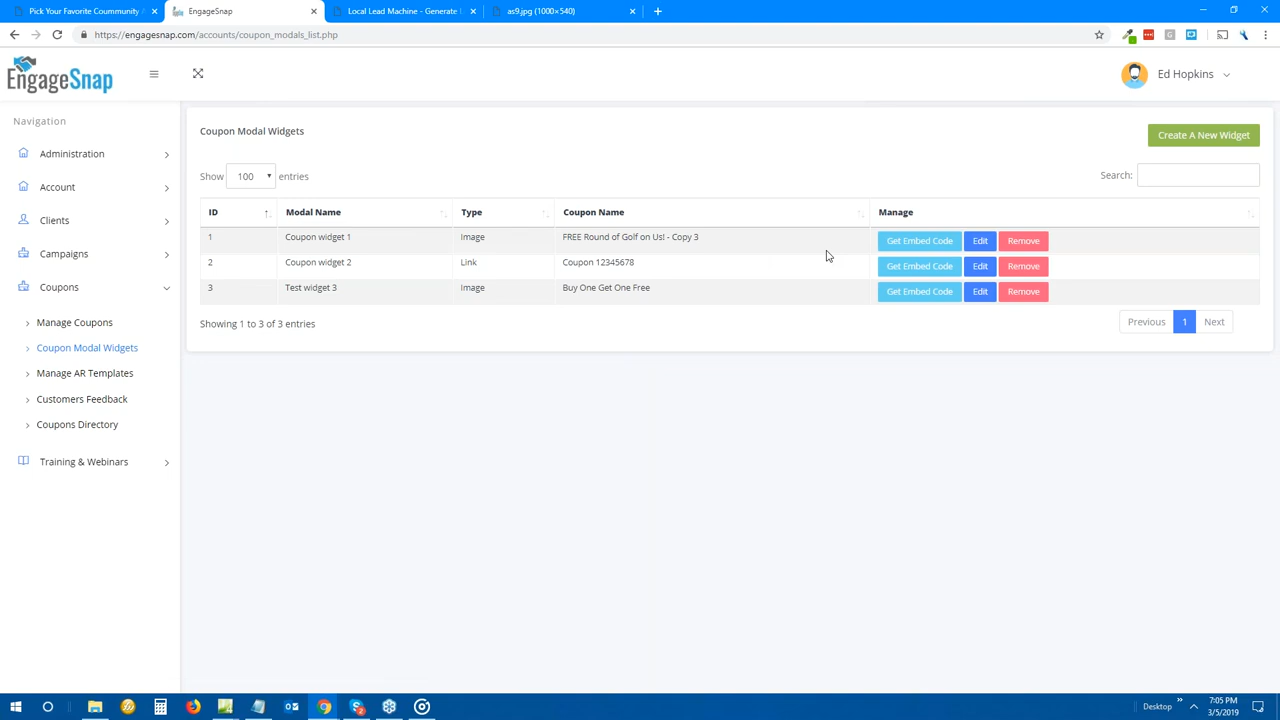 Pick Your Favorite Coummunity
EngageSnap
Local Lead Machine - Generate
as9.jpg (1000×540)
https://engagesnap.com/accounts/coupon_modals_list.php
EngageSnap
Ed Hopkins
Navigation
Administration
Account
Clients
Campaigns
Coupons
Manage Coupons
Coupon Modal Widgets
Manage AR Templates
Customers Feedback
Coupons Directory
Training & Webinars
Coupon Modal Widgets
Create A New Widget
Show 100 entries
Search:
ID Modal Name Type Coupon Name Manage
1 Coupon widget 1 Image FREE Round of Golf on Us! - Copy 3 Get Embed Code Edit Remove
2 Coupon widget 2 Link Coupon 12345678 Get Embed Code Edit Remove
3 Test widget 3 Image Buy One Get One Free Get Embed Code Edit Remove
Showing 1 to 3 of 3 entries
Previous 1 Next
Desktop
7:05 PM
3/5/2019